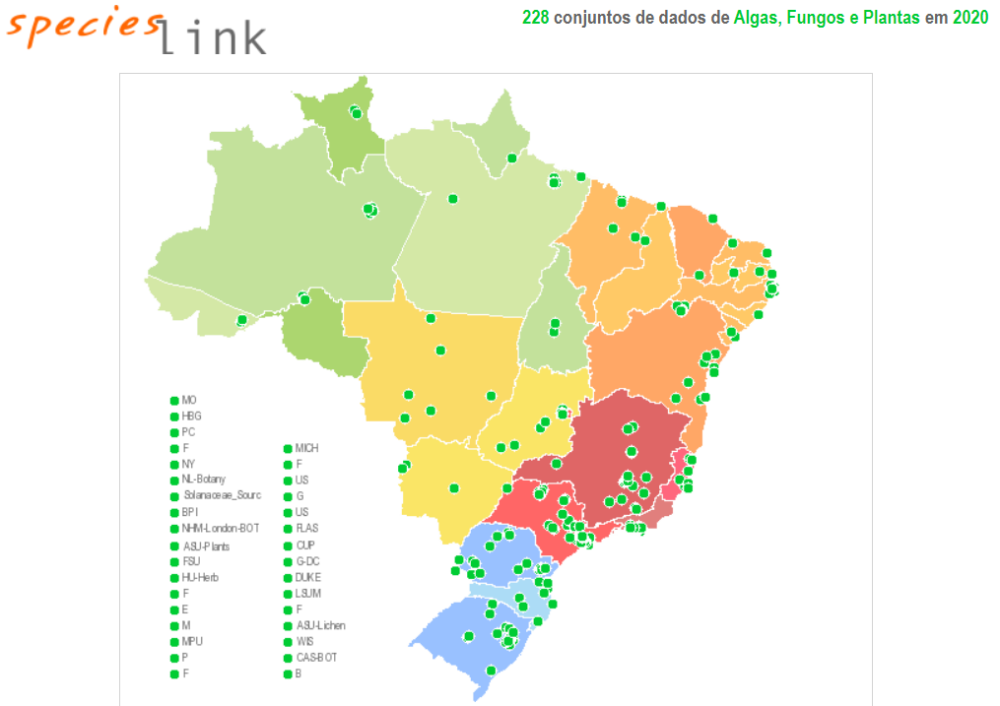 species
link
228 conjuntos de dados de Algas, Fungos e Plantas em 2020
MO
HBG
PC
F
NY
NL-Botany
Solanaceae_Sourc
BPI
NHM-London-BOT
ASU-Plants
FSU
HU-Herb
F
E
M
MPU
P
F
MICH
F
US
G
US
FLAS
CUP
G-DC
DUKE
LSUM
F
ASU-Lichen
WIS
CAS-BOT
B